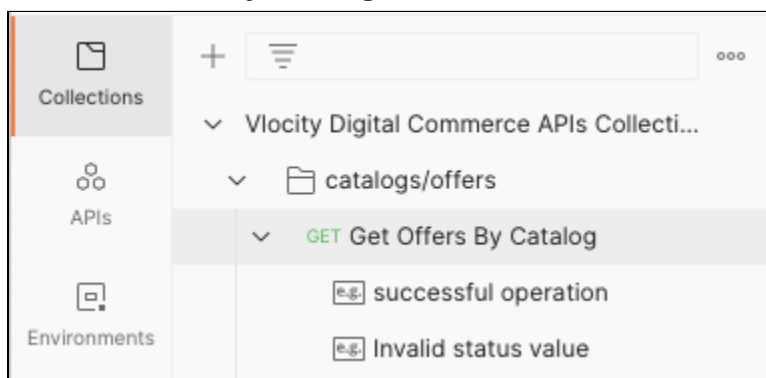 Collections
APIs
Environments
Vlocity Digital Commerce APIs Collecti...
catalogs/offers
GET Get Offers By Catalog
e.g. successful operation
e.g. Invalid status value